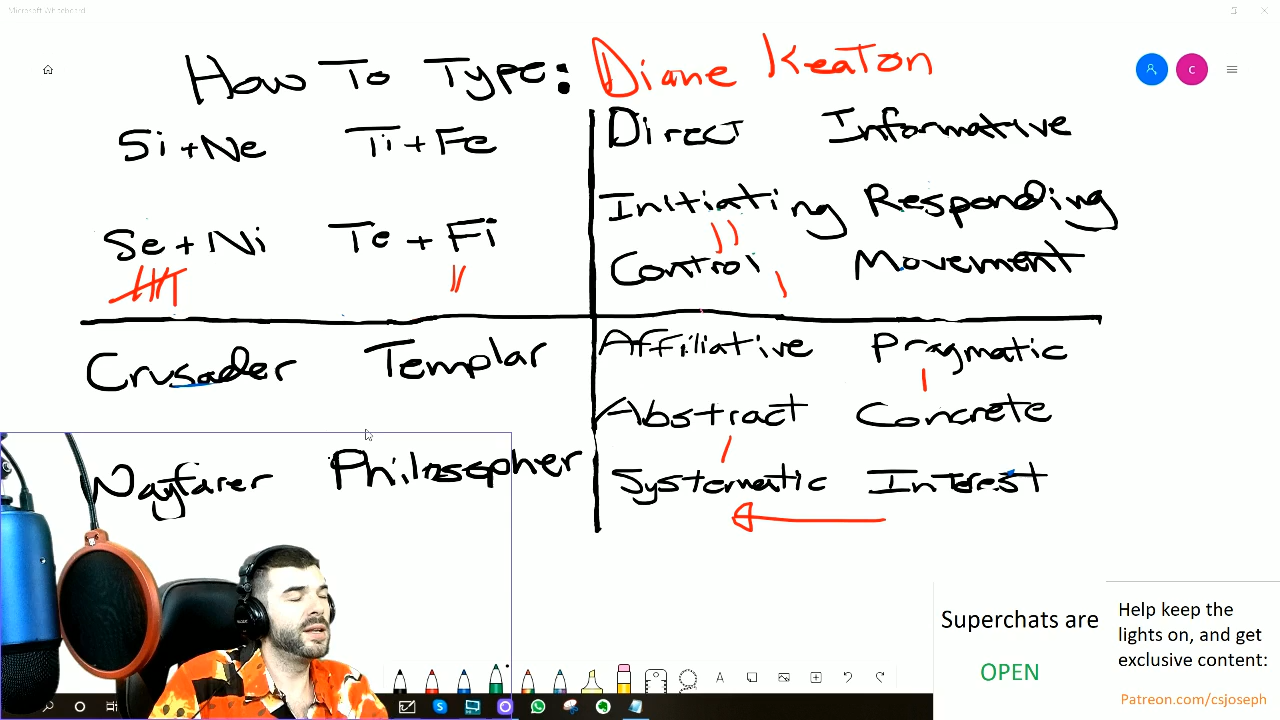 Microsoft Whiteboard
How To Type: Diane Keaton
Si + Ne Ti + Fe
Se + Ni Te + Fi
Crusader Templar
Wayfarer Philosopher
Direct Informative
Initiating Responding
Control Movement
Affiliative Pragmatic
Abstract Concrete
Systematic Interest
C
Superchats are
OPEN
Help keep the
lights on, and get
exclusive content:
Patreon.com/csjoseph
A